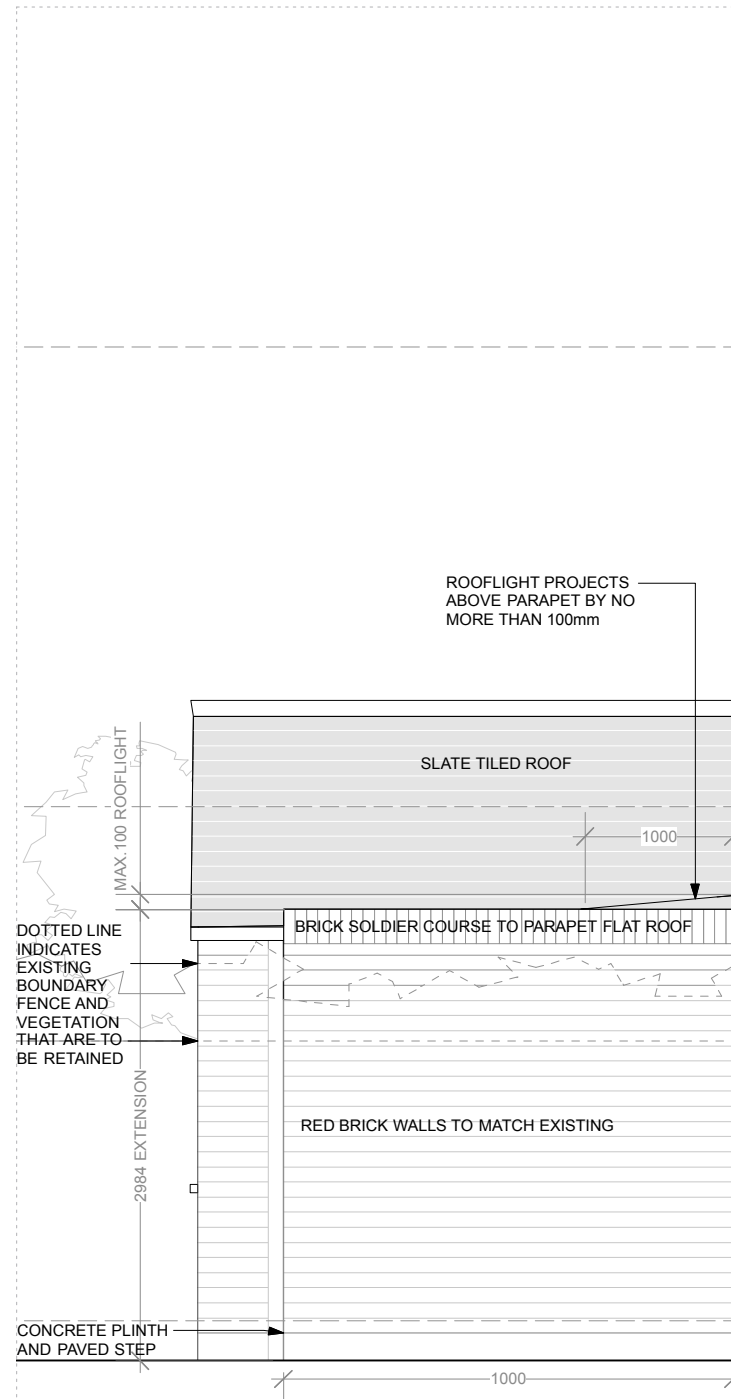 ROOFLIGHT PROJECTS
ABOVE PARAPET BY NO
MORE THAN 100mm
MAX.100 ROOFLIGHT
SLATE TILED ROOF
1000
BRICK SOLDIER COURSE TO PARAPET FLAT ROOF
DOTTED LINE
INDICATES
EXISTING
BOUNDARY
FENCE AND
VEGETATION
THAT ARE TO
BE RETAINED
2984 EXTENSION
RED BRICK WALLS TO MATCH EXISTING
CONCRETE PLINTH
AND PAVED STEP
1000